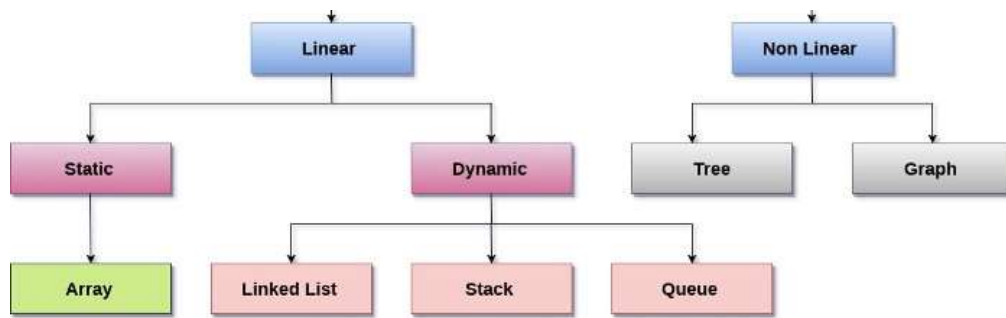 Linear
Non Linear
Static
Dynamic
Tree
Graph
Array
Linked List
Stack
Queue